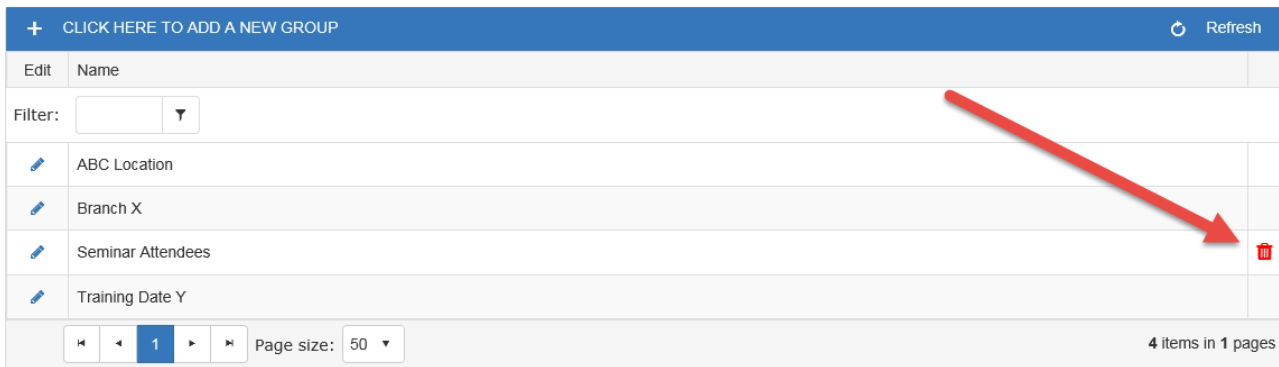 + CLICK HERE TO ADD A NEW GROUP Refresh
Edit Name
Filter:
ABC Location
Branch X
Seminar Attendees
Training Date Y
1 Page size: 50 4 items in 1 pages